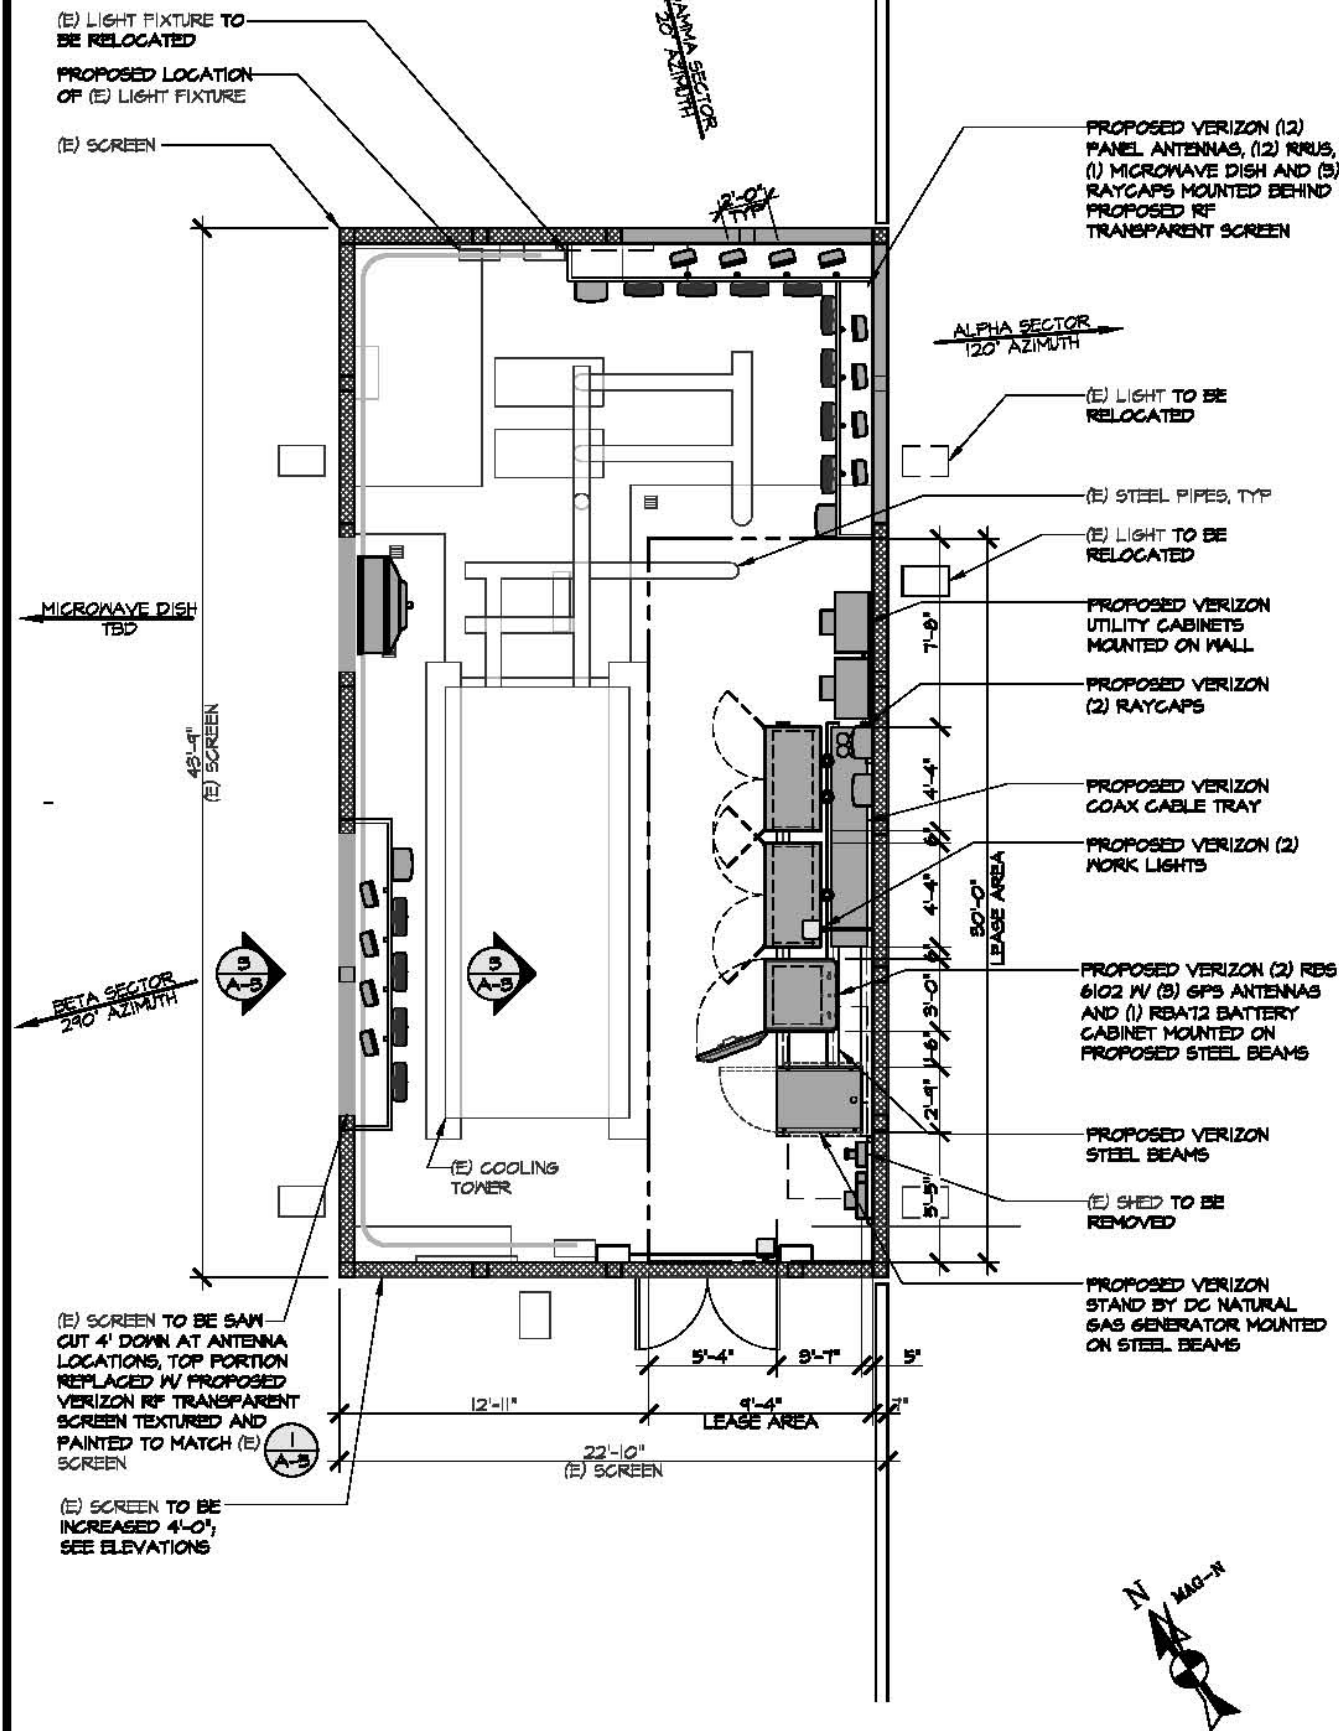 (E) LIGHT FIXTURE TO
BE RELOCATED
PROPOSED LOCATION
OF (E) LIGHT FIXTURE
(E) SCREEN
GAMMA SECTOR
20° AZIMUTH
2'-0"
TYP
PROPOSED VERIZON (12)
PANEL ANTENNAS, (12) RRUS,
(1) MICROWAVE DISH AND (3)
RAYCAPS MOUNTED BEHIND
PROPOSED RF
TRANSPARENT SCREEN
ALPHA SECTOR
120° AZIMUTH
(E) LIGHT TO BE
RELOCATED
(E) STEEL PIPES, TYP
(E) LIGHT TO BE
RELOCATED
PROPOSED VERIZON
UTILITY CABINETS
MOUNTED ON WALL
PROPOSED VERIZON
(2) RAYCAPS
PROPOSED VERIZON
COAX CABLE TRAY
PROPOSED VERIZON (2)
WORK LIGHTS
PROPOSED VERIZON (2) RBS
6102 W/ (3) GPS ANTENNAS
AND (1) RBA72 BATTERY
CABINET MOUNTED ON
PROPOSED STEEL BEAMS
PROPOSED VERIZON
STEEL BEAMS
(E) SHED TO BE
REMOVED
PROPOSED VERIZON
STAND BY DC NATURAL
GAS GENERATOR MOUNTED
ON STEEL BEAMS
MICROWAVE DISH
TBD
43'-9"
(E) SCREEN
BETA SECTOR
290° AZIMUTH
3
A-3
3
A-3
(E) COOLING
TOWER
7'-8"
4'-4"
6"
4'-4"
6"
3'-0"
1'-6"
2'-9"
5'-5"
30'-0"
LEASE AREA
(E) SCREEN TO BE SAW
CUT 4' DOWN AT ANTENNA
LOCATIONS, TOP PORTION
REPLACED W/ PROPOSED
VERIZON RF TRANSPARENT
SCREEN TEXTURED AND
PAINTED TO MATCH (E)
SCREEN
1
A-3
(E) SCREEN TO BE
INCREASED 4'-0";
SEE ELEVATIONS
5'-4"
3'-7"
5"
12'-11"
9'-4"
LEASE AREA
7"
22'-10"
(E) SCREEN
N
MAG-N